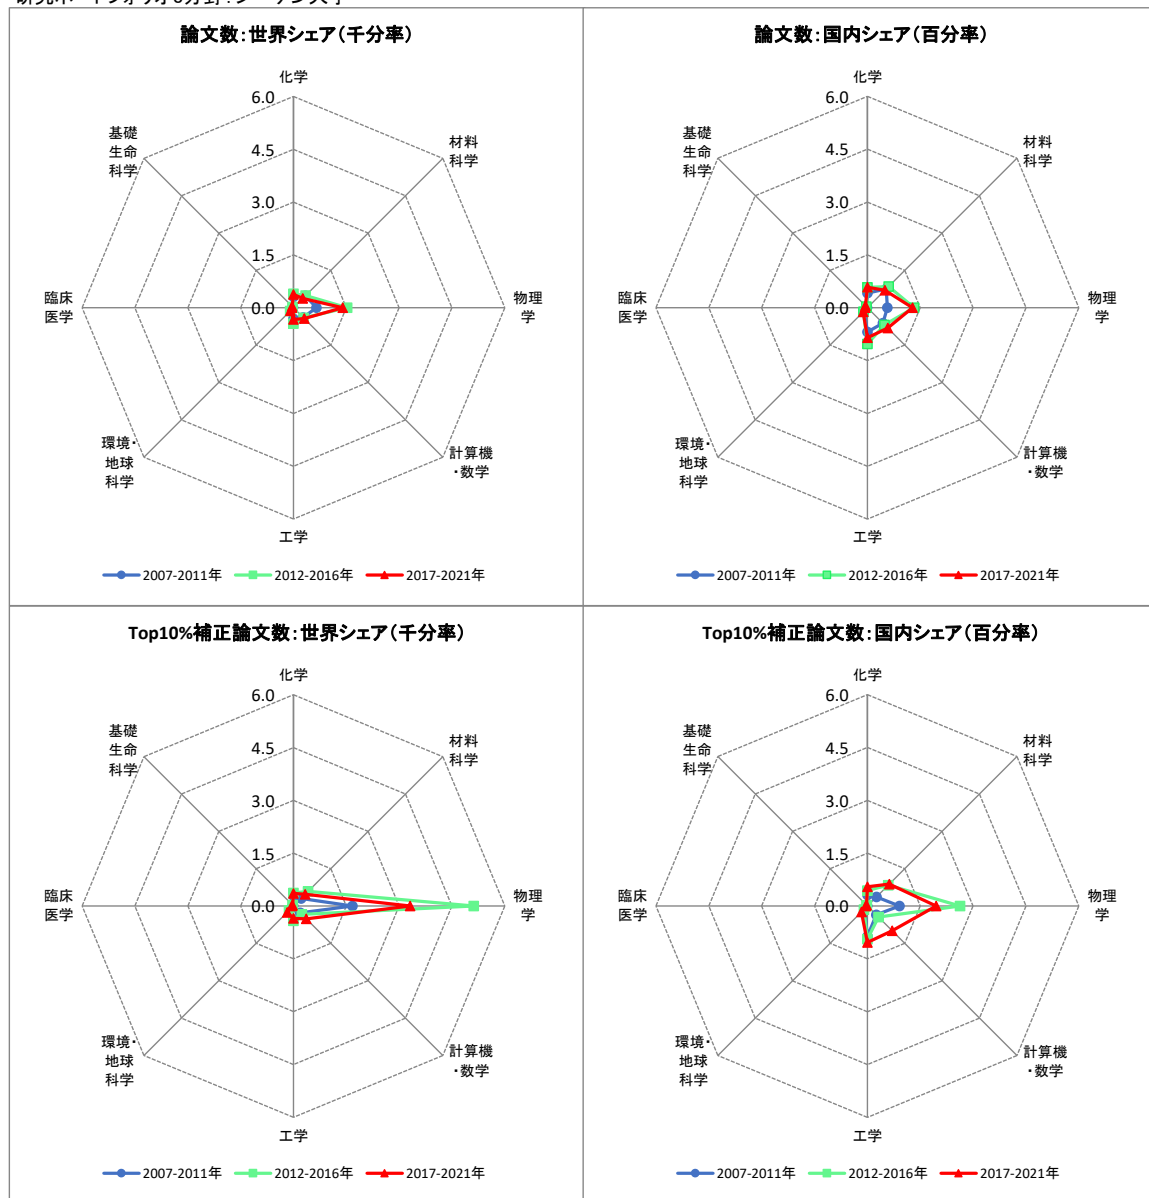 論文数：世界シェア（千分率）
化学
6.0
基礎
生命
科学
材料
科学
4.5
3.0
1.5
臨床
医学
0.0
物理
学
環境・
地球
科学
計算機
・数学
工学
2007-2011年
2012-2016年
2017-2021年
論文数：国内シェア（百分率）
化学
6.0
基礎
生命
科学
材料
科学
4.5
3.0
1.5
臨床
医学
0.0
物理
学
環境・
地球
科学
計算機
・数学
工学
2007-2011年
2012-2016年
2017-2021年
Top10%補正論文数：世界シェア（千分率）
化学
6.0
基礎
生命
科学
材料
科学
4.5
3.0
1.5
臨床
医学
0.0
物理
学
環境・
地球
科学
計算機
・数学
工学
2007-2011年
2012-2016年
2017-2021年
Top10%補正論文数：国内シェア（百分率）
化学
6.0
基礎
生命
科学
材料
科学
4.5
3.0
1.5
臨床
医学
0.0
物理
学
環境・
地球
科学
計算機
・数学
工学
2007-2011年
2012-2016年
2017-2021年